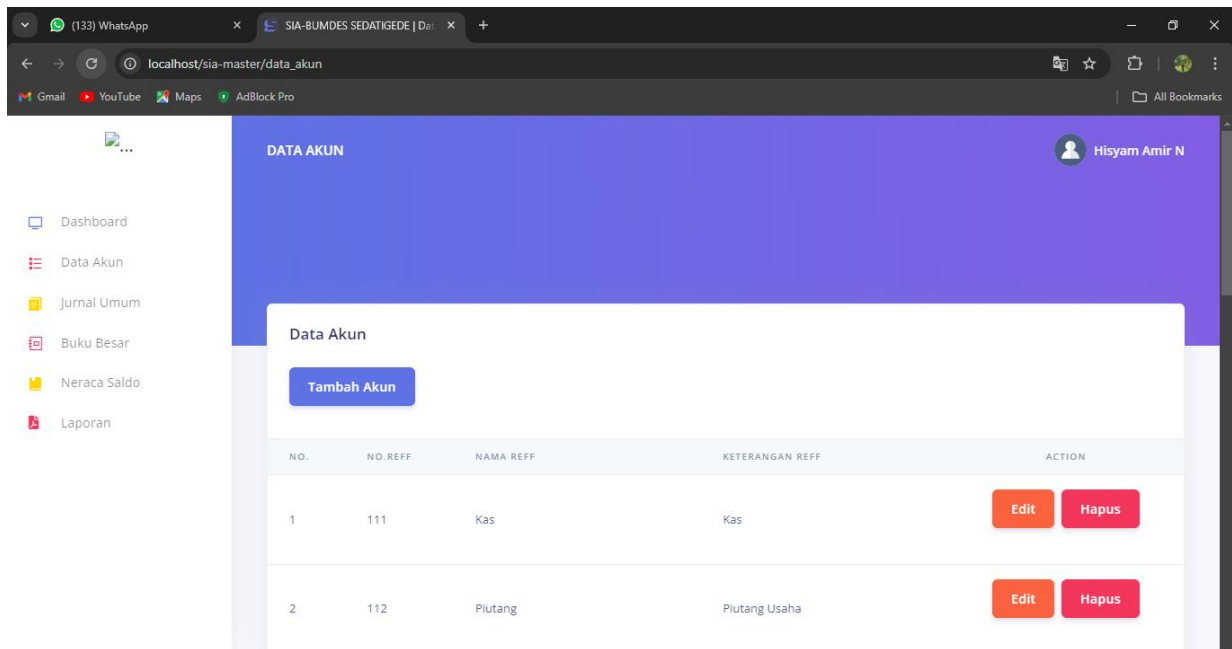 (133) WhatsApp
SIA-BUMDES SEDATIGEDE | Dat
localhost/sia-master/data_akun
Gmail YouTube Maps AdBlock Pro All Bookmarks
...
DATA AKUN
Hisyam Amir N
Dashboard
Data Akun
Jurnal Umum
Buku Besar
Neraca Saldo
Laporan
Data Akun
Tambah Akun
NO. NO.REFF NAMA REFF KETERANGAN REFF ACTION
1 111 Kas Kas Edit Hapus
2 112 Piutang Piutang Usaha Edit Hapus